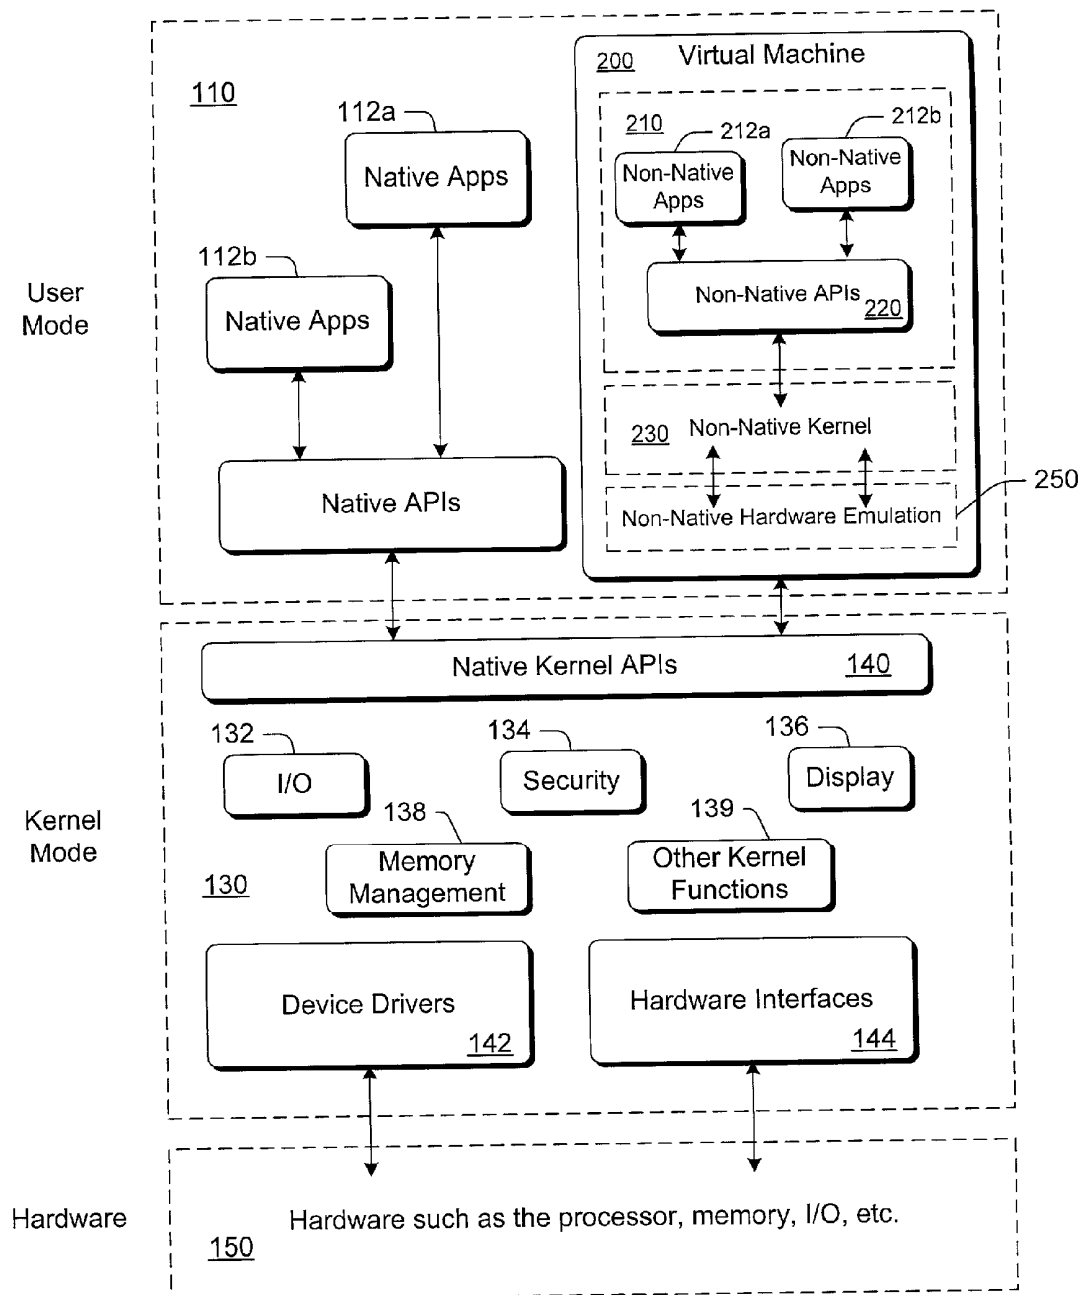 200 Virtual Machine
110
112a
210 212a 212b
Native Apps
Non-Native
Apps
Non-Native
Apps
112b
Native Apps
Non-Native APIs 220
User
Mode
230 Non-Native Kernel
Native APIs
250
Non-Native Hardware Emulation
Native Kernel APIs 140
132 134 136
I/O Security Display
138 139
Kernel
Mode
Memory
Management
Other Kernel
Functions
130
Device Drivers
142
Hardware Interfaces
144
Hardware
Hardware such as the processor, memory, I/O, etc.
150